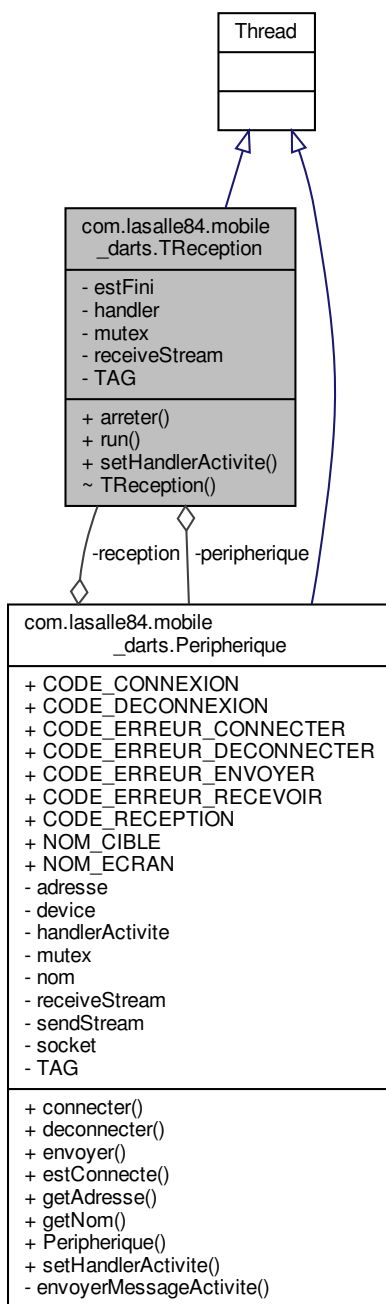 Thread
com.lasalle84.mobile
_darts.TReception
- estFini
- handler
- mutex
- receiveStream
- TAG
+ arreter()
+ run()
+ setHandlerActivite()
~ TReception()
-reception
-peripherique
com.lasalle84.mobile
_darts.Peripherique
+ CODE_CONNEXION
+ CODE_DECONNEXION
+ CODE_ERREUR_CONNECTER
+ CODE_ERREUR_DECONNECTER
+ CODE_ERREUR_ENVOYER
+ CODE_ERREUR_RECEVOIR
+ CODE_RECEPTION
+ NOM_CIBLE
+ NOM_ECRAN
- adresse
- device
- handlerActivite
- mutex
- nom
- receiveStream
- sendStream
- socket
- TAG
+ connecter()
+ deconnecter()
+ envoyer()
+ estConnecte()
+ getAdresse()
+ getNom()
+ Peripherique()
+ setHandlerActivite()
- envoyerMessageActivite()